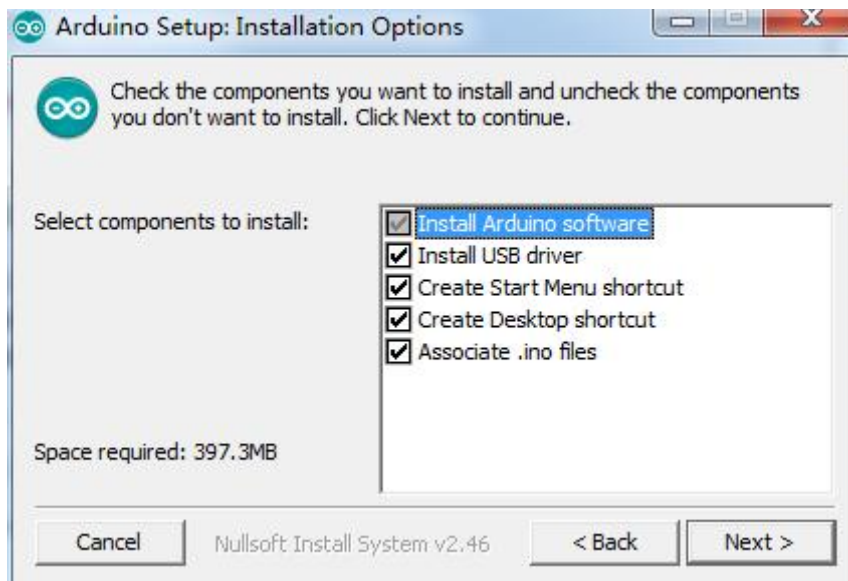 Arduino Setup: Installation Options
Check the components you want to install and uncheck the components
you don't want to install. Click Next to continue.
Select components to install:
Install Arduino software
Install USB driver
Create Start Menu shortcut
Create Desktop shortcut
Associate .ino files
Space required: 397.3MB
Cancel
Nullsoft Install System v2.46
< Back
Next >